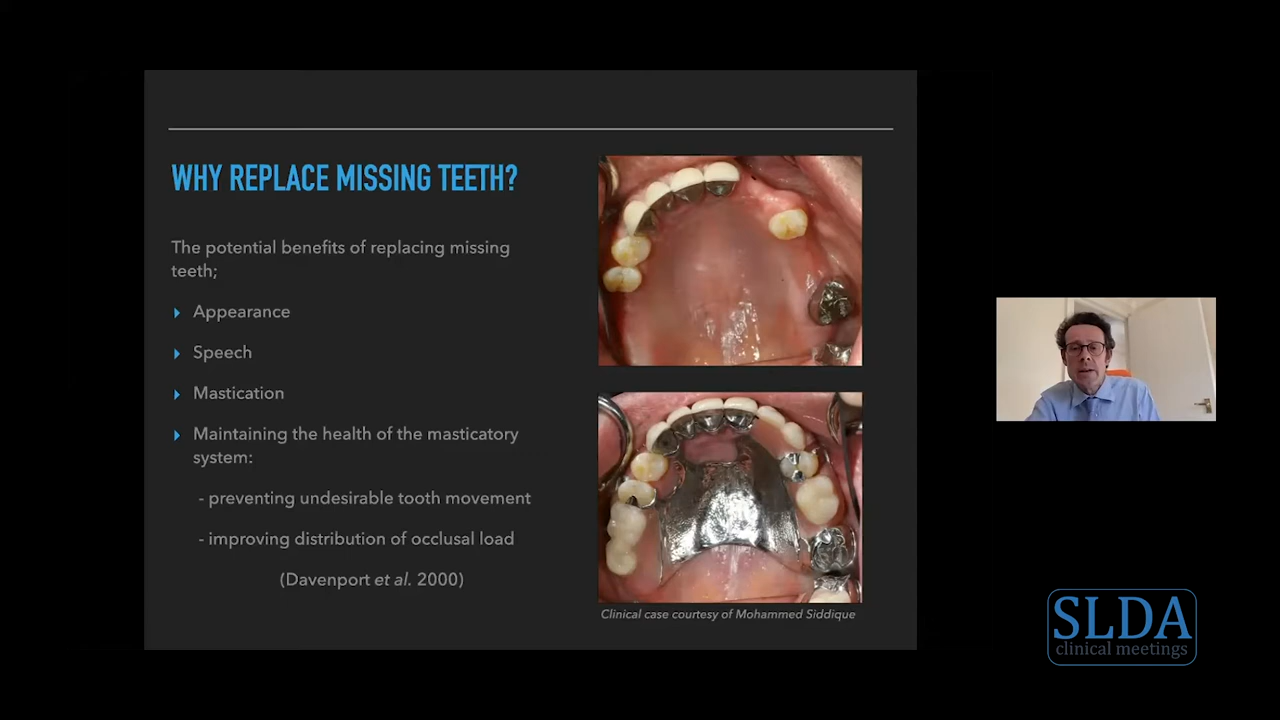 WHY REPLACE MISSING TEETH?
The potential benefits of replacing missing
teeth;
Appearance
Speech
Mastication
Maintaining the health of the masticatory
system:
- preventing undesirable tooth movement
- improving distribution of occlusal load
(Davenport et al. 2000)
Clinical case courtesy of Mohammed Siddique
SLDA
clinical meetings